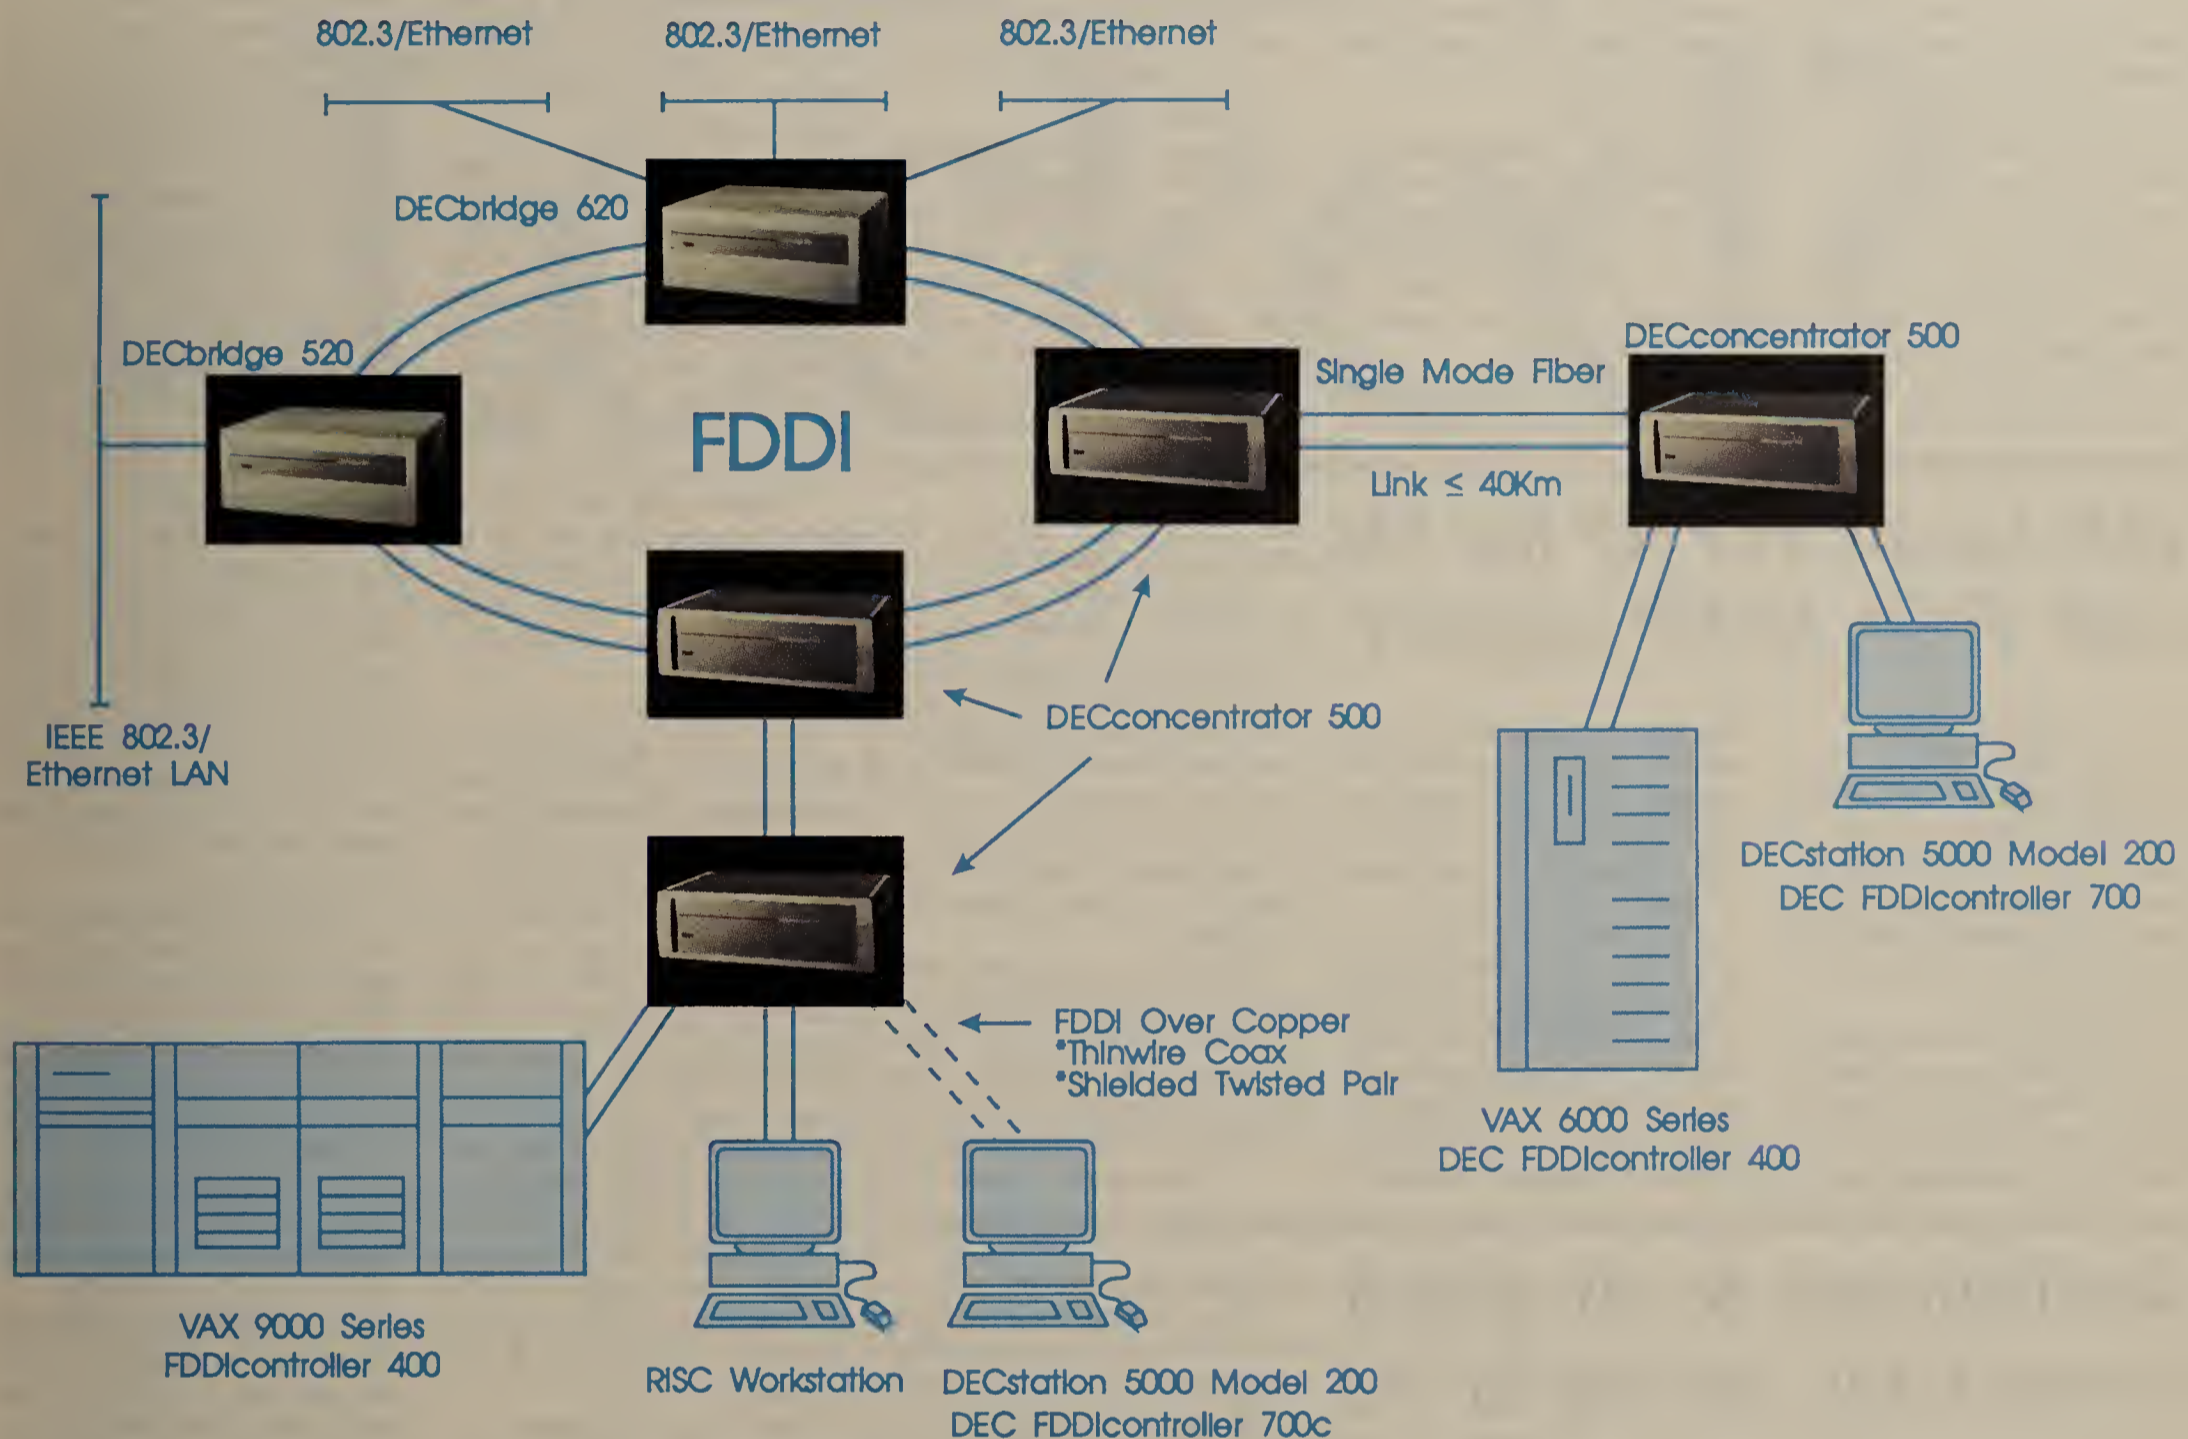 802.3/Ethernet
802.3/Ethernet
802.3/Ethernet
DECbridge 620
DECbridge 520
FDDI
Single Mode Fiber
Link ≤ 40Km
DECconcentrator 500
IEEE 802.3/
Ethernet LAN
DECconcentrator 500
DECstation 5000 Model 200
DEC FDDIcontroller 700
FDDI Over Copper
*Thinwire Coax
*Shielded Twisted Pair
VAX 6000 Series
DEC FDDIcontroller 400
VAX 9000 Series
FDDIcontroller 400
RISC Workstation
DECstation 5000 Model 200
DEC FDDIcontroller 700c